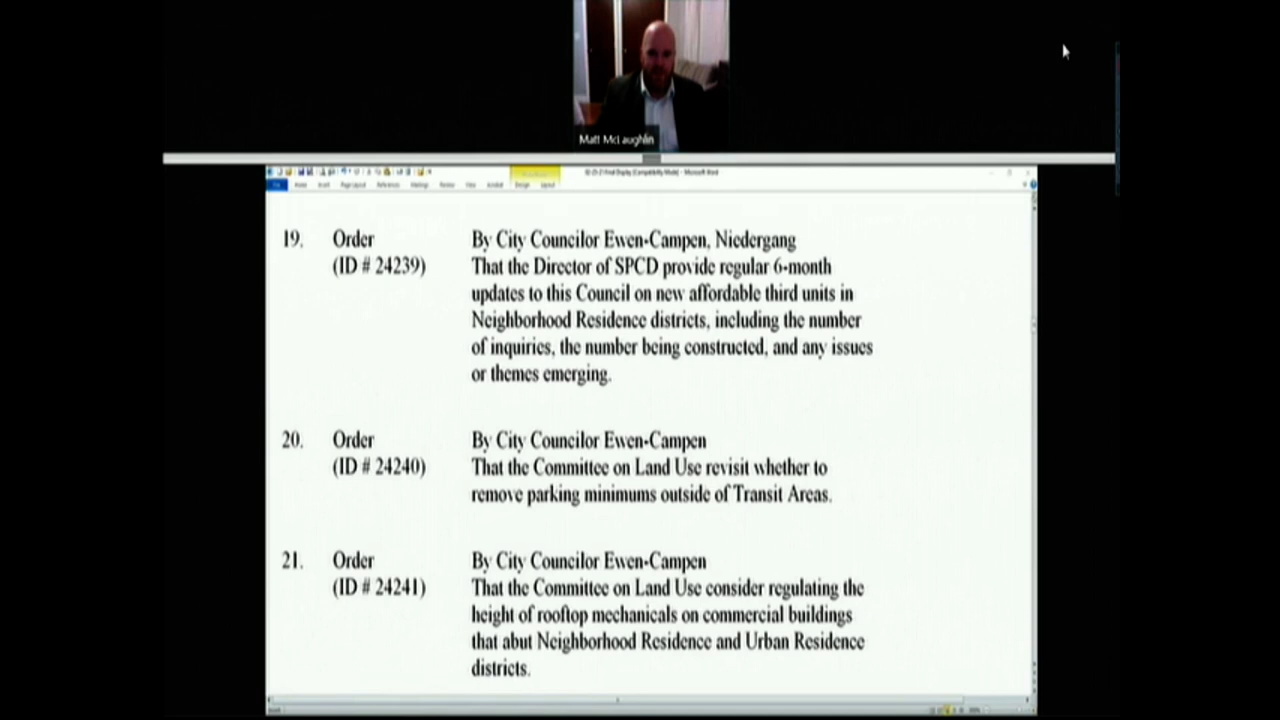 Matt McLaughlin
19. Order By City Councilor Ewen-Campen, Niedergang
(ID # 24239) That the Director of SPCD provide regular 6-month
updates to this Council on new affordable third units in
Neighborhood Residence districts, including the number
of inquiries, the number being constructed, and any issues
or themes emerging.
20. Order By City Councilor Ewen-Campen
(ID # 24240) That the Committee on Land Use revisit whether to
remove parking minimums outside of Transit Areas.
21. Order By City Councilor Ewen-Campen
(ID # 24241) That the Committee on Land Use consider regulating the
height of rooftop mechanicals on commercial buildings
that abut Neighborhood Residence and Urban Residence
districts.